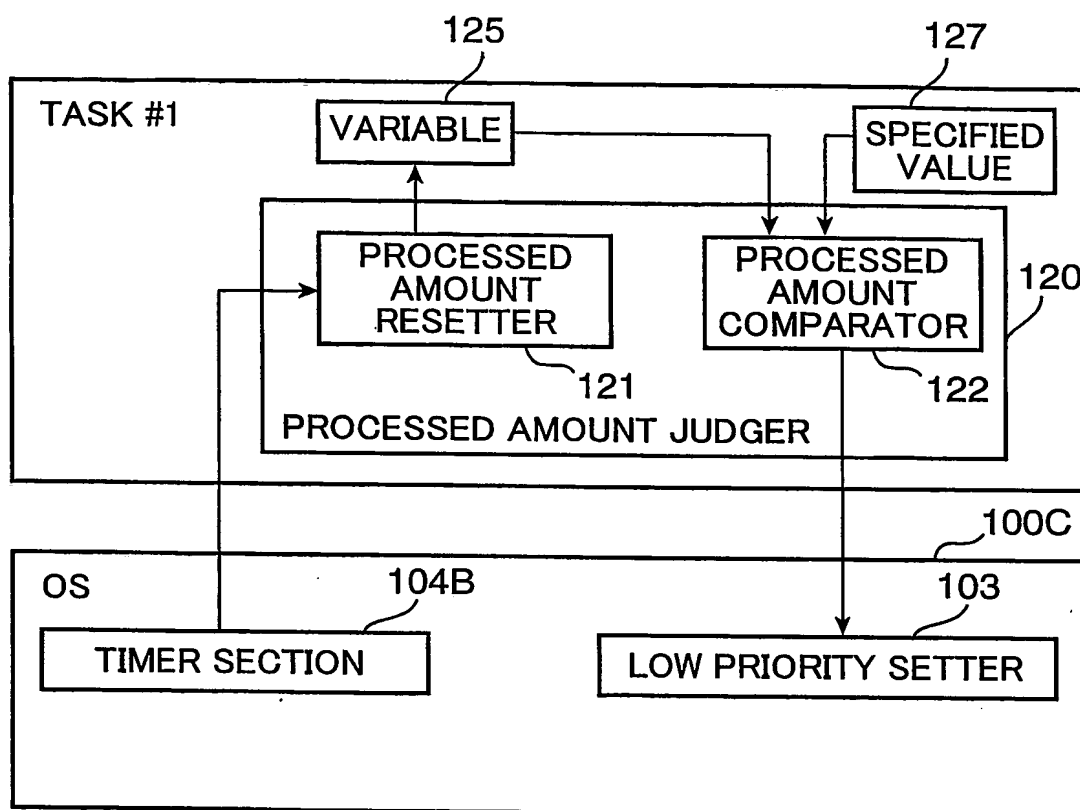 125
127
TASK #1
VARIABLE
SPECIFIED
VALUE
PROCESSED
AMOUNT
RESETTER
PROCESSED
AMOUNT
COMPARATOR
120
121
122
PROCESSED AMOUNT JUDGER
100C
OS
104B
103
TIMER SECTION
LOW PRIORITY SETTER